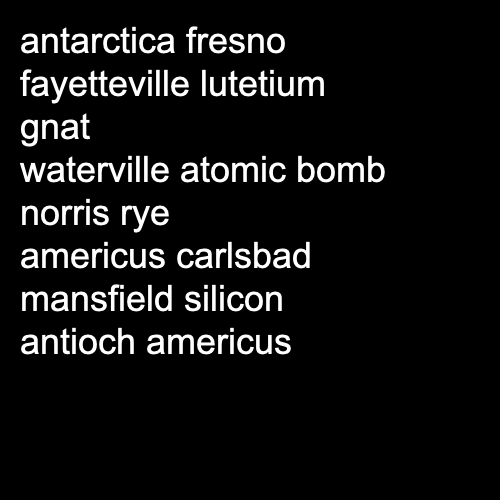 antarctica fresno
fayetteville lutetium
gnat
waterville atomic bomb
norris rye
americus carlsbad
mansfield silicon
antioch americus